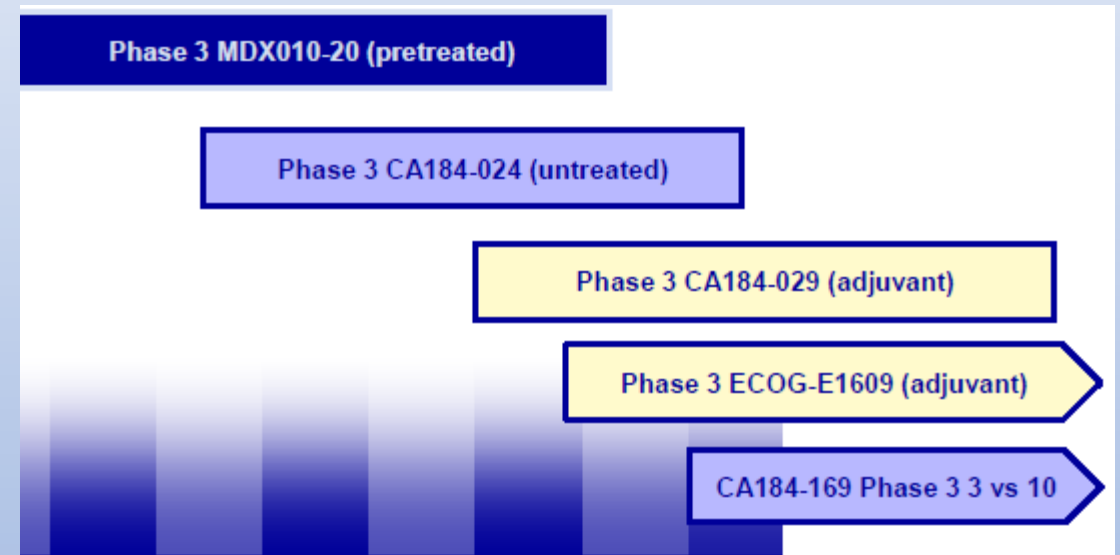 Phase 3 MDX010-20 (pretreated)
Phase 3 CA184-024 (untreated)
Phase 3 CA184-029 (adjuvant)
Phase 3 ECOG-E1609 (adjuvant)
CA184-169 Phase 3 3 vs 10